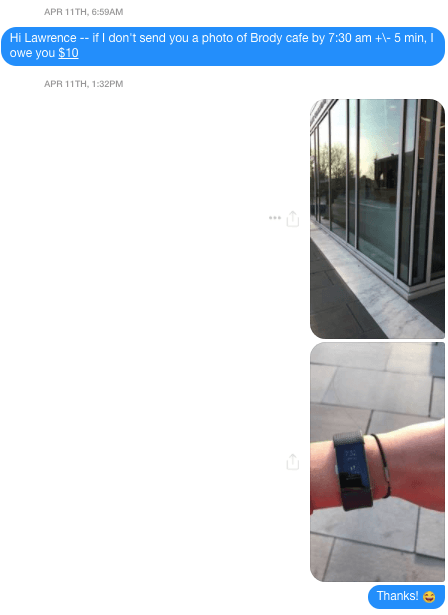 APR 11TH, 6:59AM
Hi Lawrence -- if I don't send you a photo of Brody cafe by 7:30 am +\- 5 min, I
owe you $10
APR 11TH, 1:32PM
Thanks! 😂